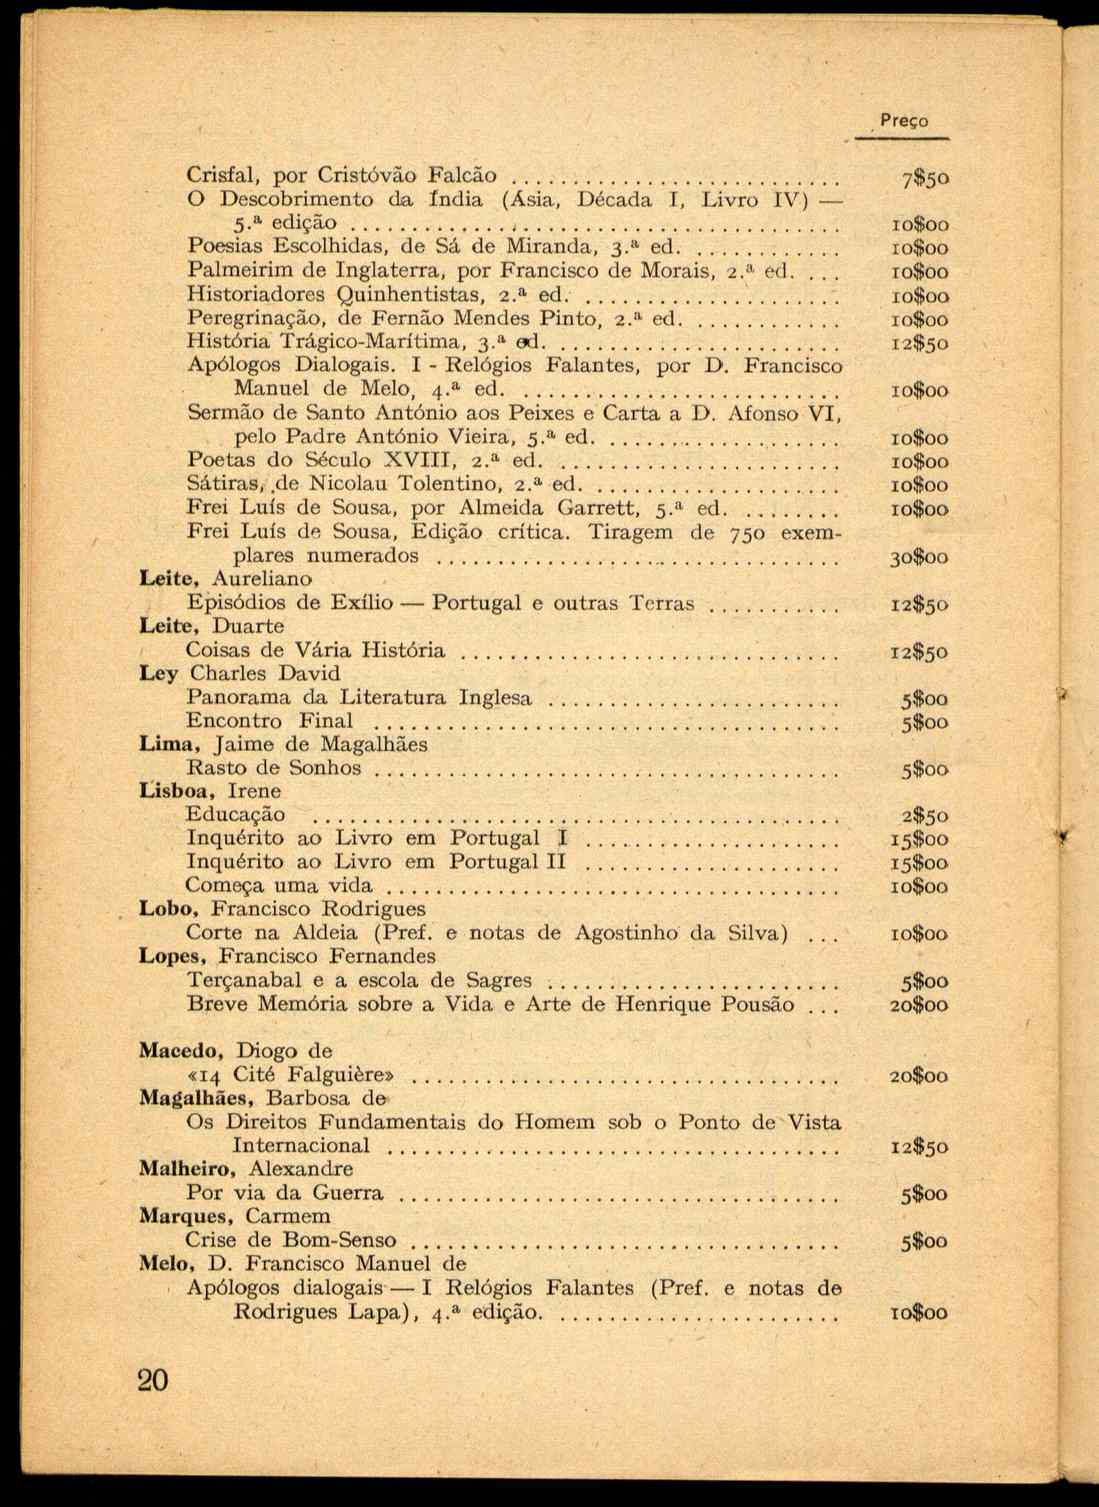 Preço
Crisfal, por Cristóvão Falcão ........................... 7$50
O Descobrimento da Índia (Ásia, Década I, Livro IV) —
5.ª edição ........................................ 10$00
Poesias Escolhidas, de Sá de Miranda, 3.ª ed. ............ 10$00
Palmeirim de Inglaterra, por Francisco de Morais, 2.ª ed. ... 10$00
Historiadores Quinhentistas, 2.ª ed. ..................... 10$00
Peregrinação, de Fernão Mendes Pinto, 2.ª ed. ............ 10$00
História Trágico-Marítima, 3.ª ed. ....................... 12$50
Apólogos Dialogais. I - Relógios Falantes, por D. Francisco
Manuel de Melo, 4.ª ed. .......................... 10$00
Sermão de Santo António aos Peixes e Carta a D. Afonso VI,
pelo Padre António Vieira, 5.ª ed. ................... 10$00
Poetas do Século XVIII, 2.ª ed. ....................... 10$00
Sátiras, de Nicolau Tolentino, 2.ª ed. .................... 10$00
Frei Luís de Sousa, por Almeida Garrett, 5.ª ed. ........ 10$00
Frei Luís de Sousa, Edição crítica. Tiragem de 750 exem-
plares numerados ................................. 30$00
Leite, Aureliano
Episódios de Exílio — Portugal e outras Terras ........... 12$50
Leite, Duarte
Coisas de Vária História ............................... 12$50
Ley Charles David
Panorama da Literatura Inglesa ........................ 5$00
Encontro Final ...................................... 5$00
Lima, Jaime de Magalhães
Rasto de Sonhos ...................................... 5$00
Lisboa, Irene
Educação ........................................... 2$50
Inquérito ao Livro em Portugal I ..................... 15$00
Inquérito ao Livro em Portugal II ..................... 15$00
Começa uma vida ..................................... 10$00
Lobo, Francisco Rodrigues
Corte na Aldeia (Pref. e notas de Agostinho da Silva) ... 10$00
Lopes, Francisco Fernandes
Terçanabal e a escola de Sagres ........................ 5$00
Breve Memória sobre a Vida e Arte de Henrique Pousão ... 20$00
Macedo, Diogo de
«14 Cité Falguière» ................................... 20$00
Magalhães, Barbosa de
Os Direitos Fundamentais do Homem sob o Ponto de Vista
Internacional ..................................... 12$50
Malheiro, Alexandre
Por via da Guerra .................................... 5$00
Marques, Carmem
Crise de Bom-Senso ................................... 5$00
Melo, D. Francisco Manuel de
Apólogos dialogais — I Relógios Falantes (Pref. e notas de
Rodrigues Lapa), 4.ª edição. ....................... 10$00
20